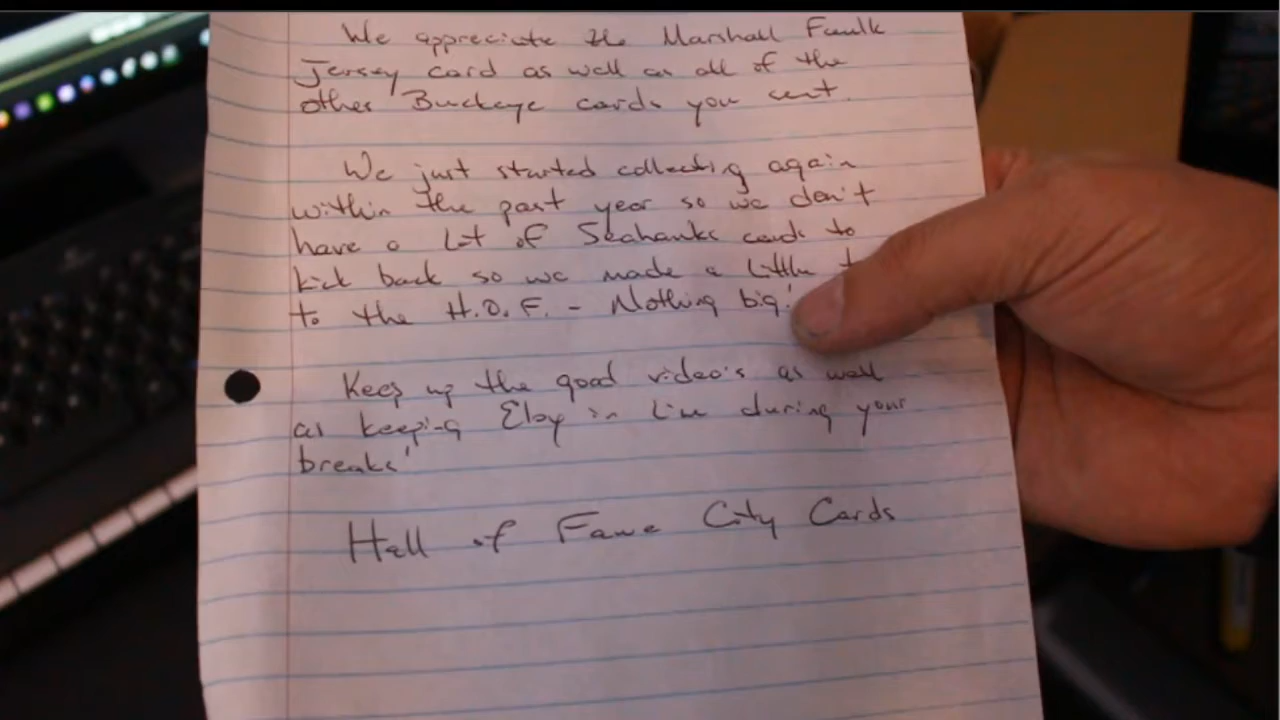 We appreciate the Marshall Faulk
Jersey card as well as all of the
other Buckeye cards you sent.
We just started collecting again
within the past year so we don't
have a lot of Seahawks cards to
kick back so we made a little
to the H.O.F. - Nothing big!
Keep up the good video's as well
as keeping Eloy in line during your
breaks!
Hall of Fame City Cards